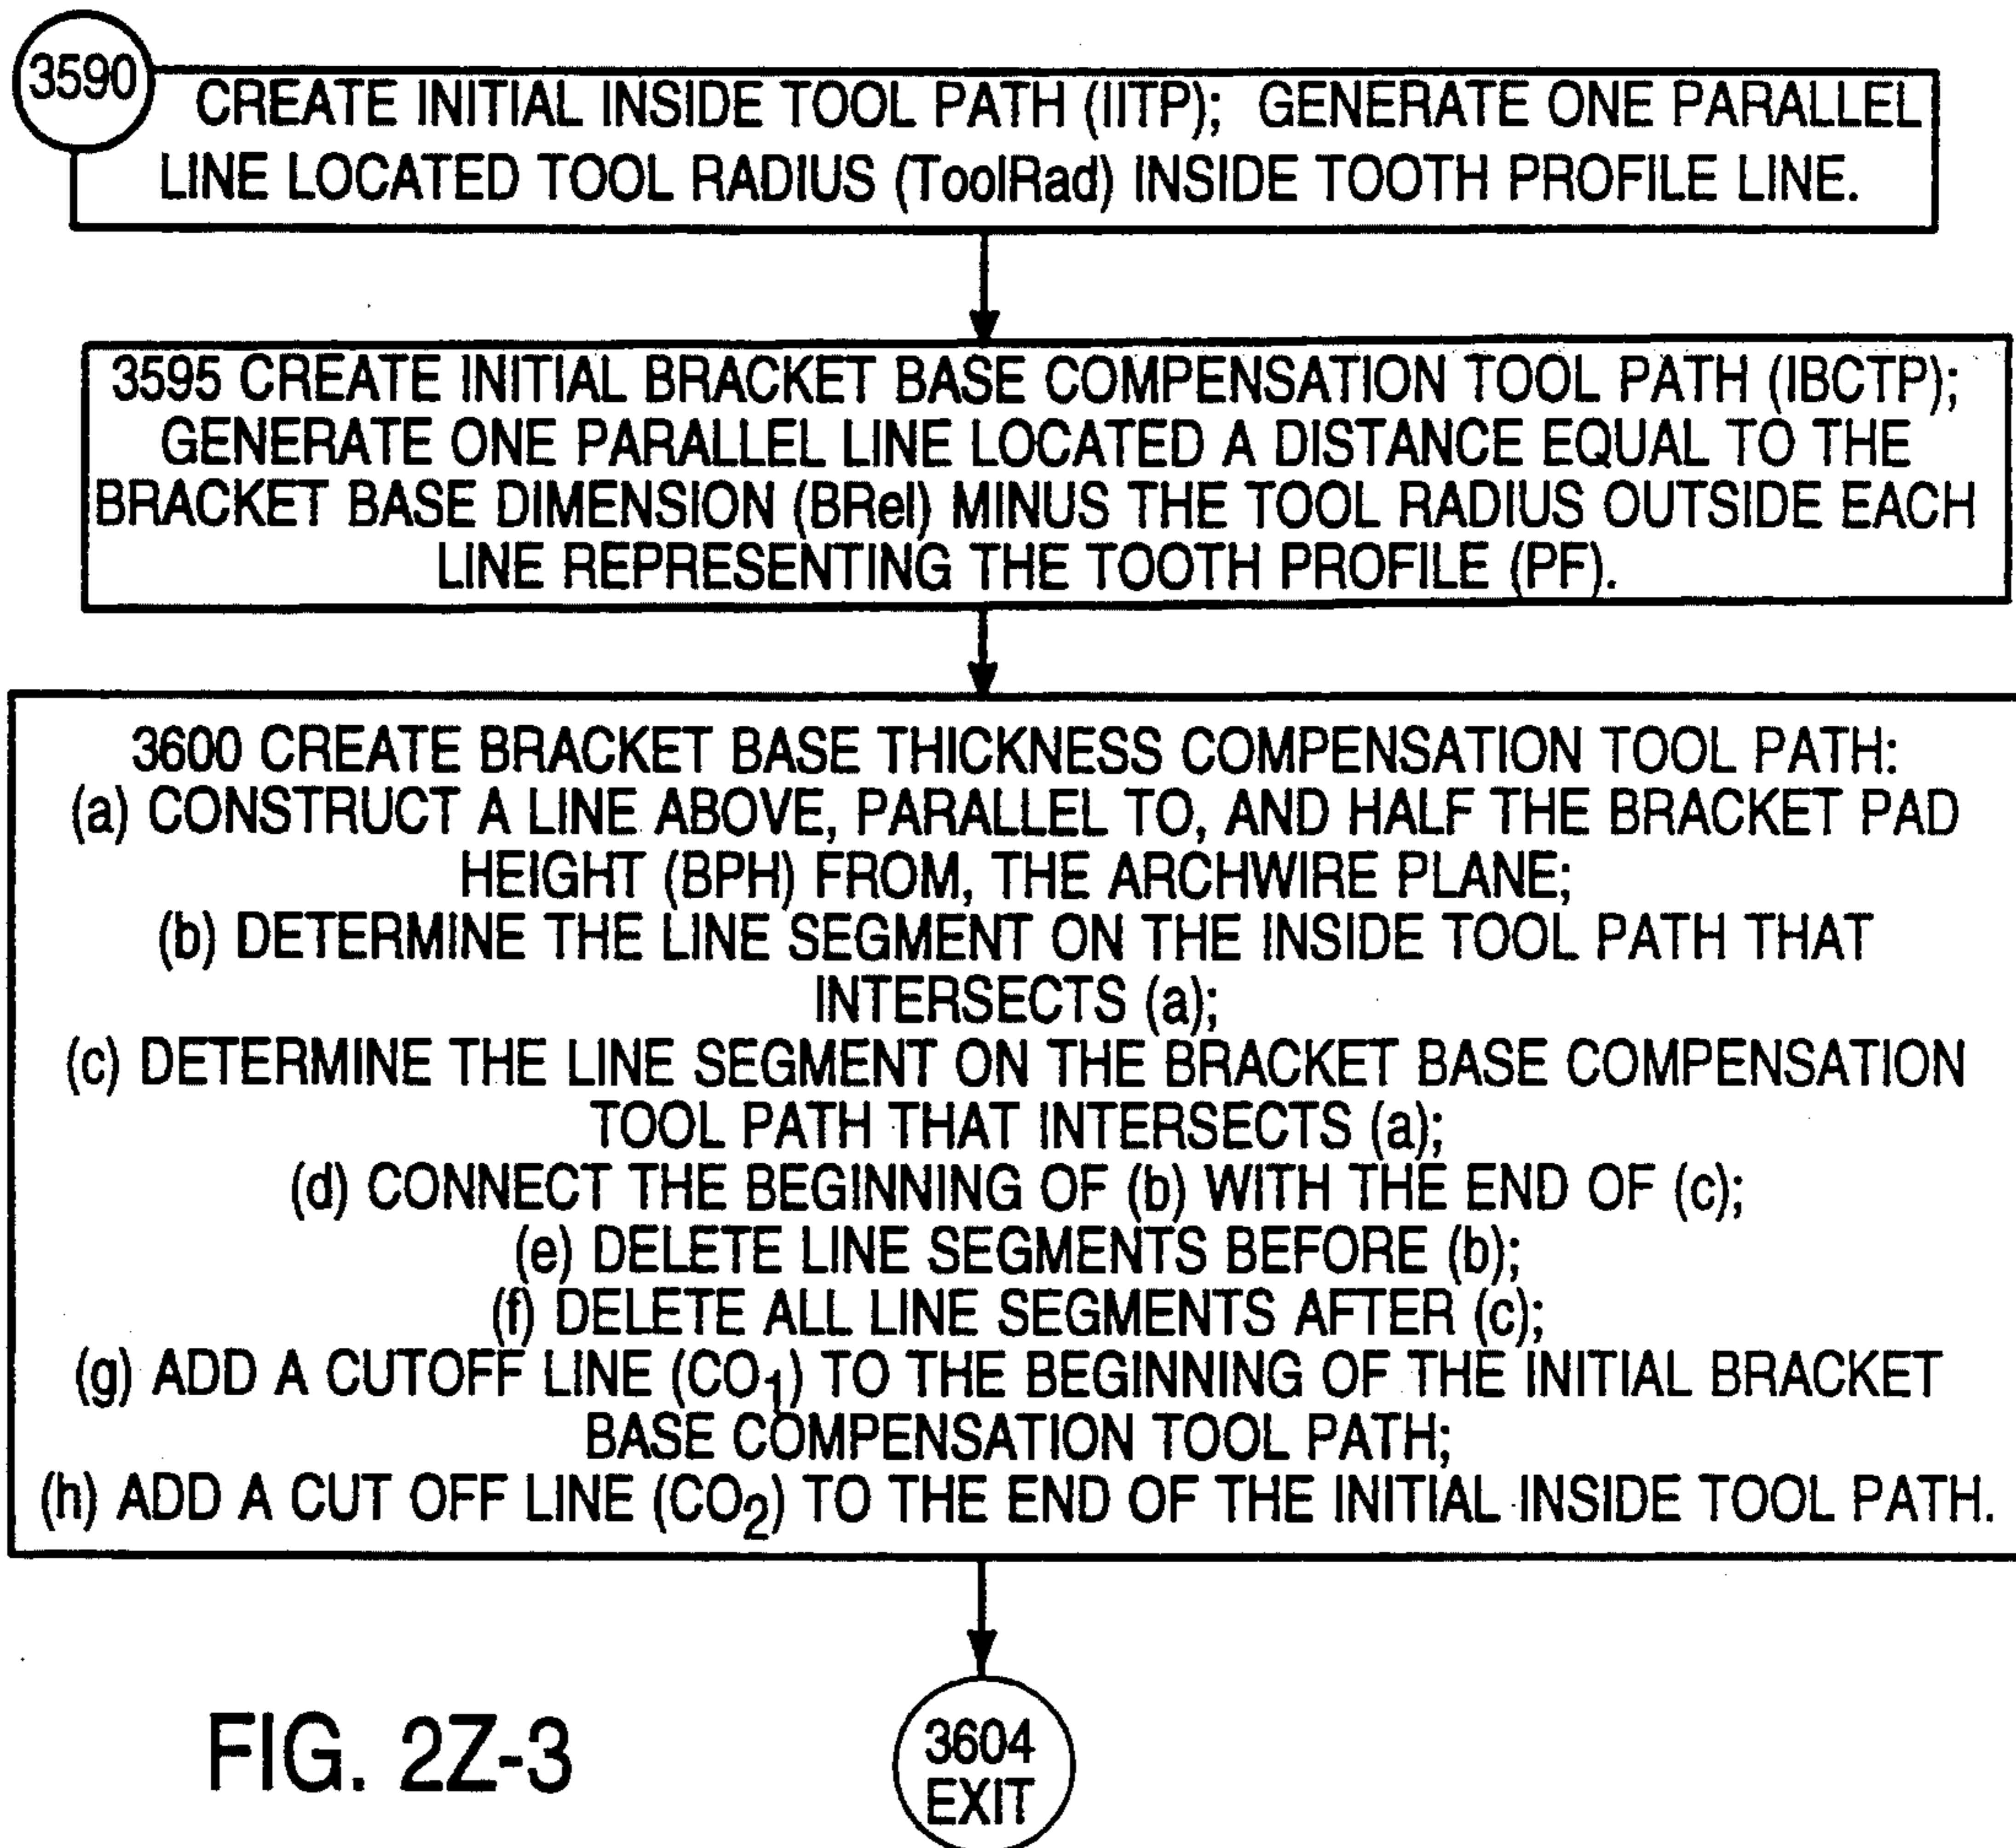 3590
CREATE INITIAL INSIDE TOOL PATH (IITP); GENERATE ONE PARALLEL
LINE LOCATED TOOL RADIUS (ToolRad) INSIDE TOOTH PROFILE LINE.
3595 CREATE INITIAL BRACKET BASE COMPENSATION TOOL PATH (IBCTP);
GENERATE ONE PARALLEL LINE LOCATED A DISTANCE EQUAL TO THE
BRACKET BASE DIMENSION (BRel) MINUS THE TOOL RADIUS OUTSIDE EACH
LINE REPRESENTING THE TOOTH PROFILE (PF).
3600 CREATE BRACKET BASE THICKNESS COMPENSATION TOOL PATH:
(a) CONSTRUCT A LINE ABOVE, PARALLEL TO, AND HALF THE BRACKET PAD
HEIGHT (BPH) FROM, THE ARCHWIRE PLANE;
(b) DETERMINE THE LINE SEGMENT ON THE INSIDE TOOL PATH THAT
INTERSECTS (a);
(c) DETERMINE THE LINE SEGMENT ON THE BRACKET BASE COMPENSATION
TOOL PATH THAT INTERSECTS (a);
(d) CONNECT THE BEGINNING OF (b) WITH THE END OF (c);
(e) DELETE LINE SEGMENTS BEFORE (b);
(f) DELETE ALL LINE SEGMENTS AFTER (c);
(g) ADD A CUTOFF LINE (CO1) TO THE BEGINNING OF THE INITIAL BRACKET
BASE COMPENSATION TOOL PATH;
(h) ADD A CUT OFF LINE (CO2) TO THE END OF THE INITIAL INSIDE TOOL PATH.
3604
EXIT
FIG. 2Z-3